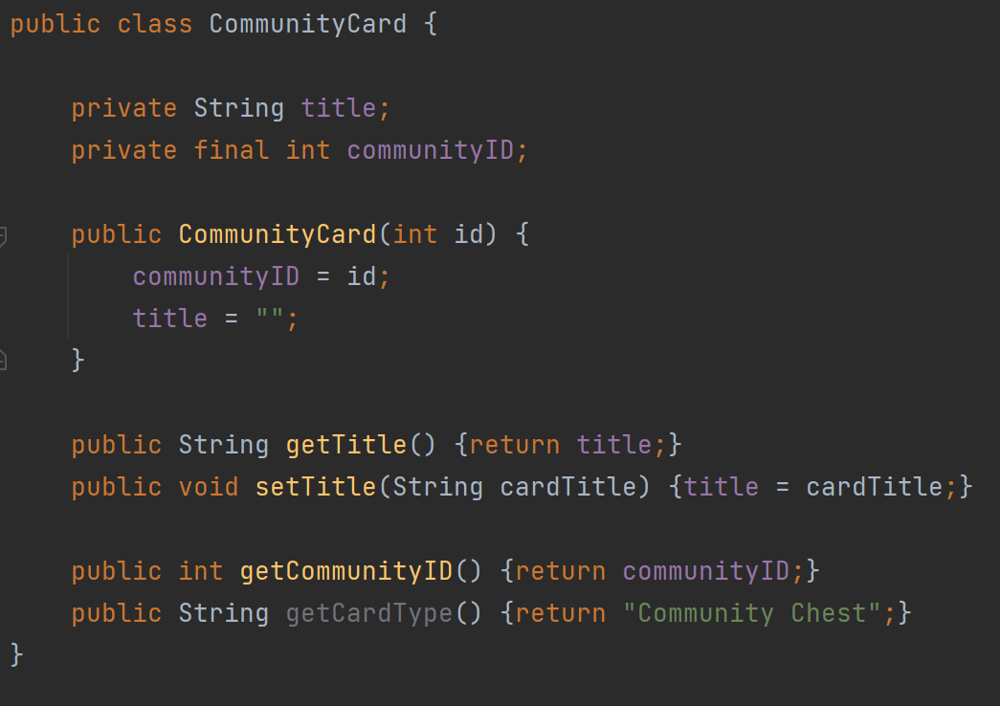 public class CommunityCard {
    private String title;
    private final int communityID;
    public CommunityCard(int id) {
        communityID = id;
        title = "";
    }
    public String getTitle() {return title;}
    public void setTitle(String cardTitle) {title = cardTitle;}
    public int getCommunityID() {return communityID;}
    public String getCardType() {return "Community Chest";}
}